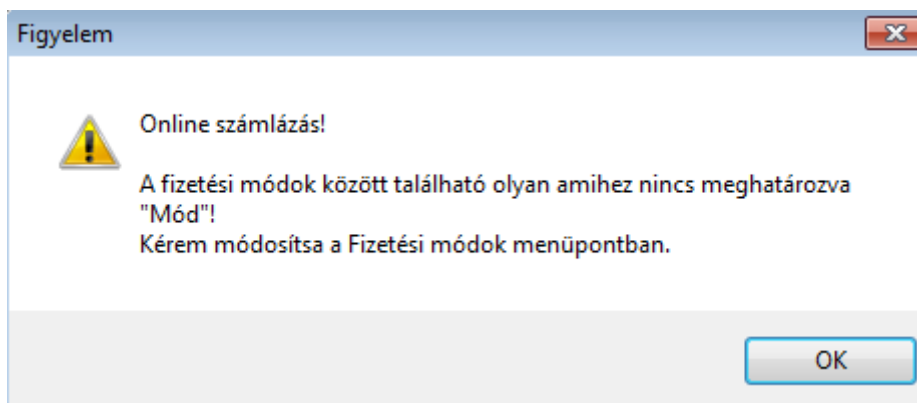 Figyelem
Online számlázás!
A fizetési módok között található olyan amihez nincs meghatározva
"Mód"!
Kérem módosítsa a Fizetési módok menüpontban.
OK